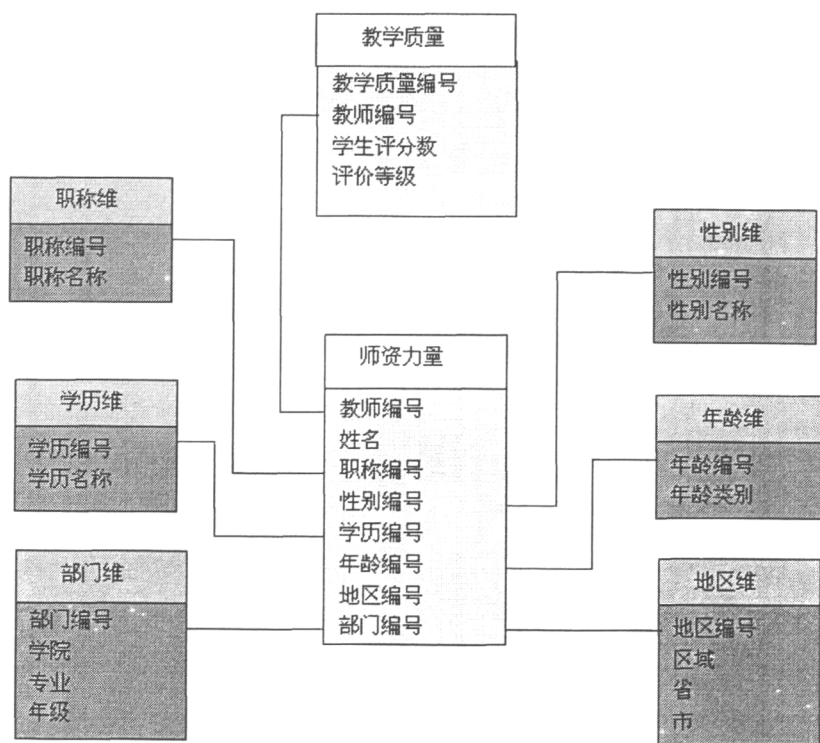 教学质量
教学质量编号
教师编号
学生评分数
评价等级
职称维
职称编号
职称名称
性别维
性别编号
性别名称
师资力量
教师编号
姓名
职称编号
性别编号
学历编号
年龄编号
地区编号
部门编号
学历维
学历编号
学历名称
年龄维
年龄编号
年龄类别
部门维
部门编号
学院
专业
年级
地区维
地区编号
区域
省
市